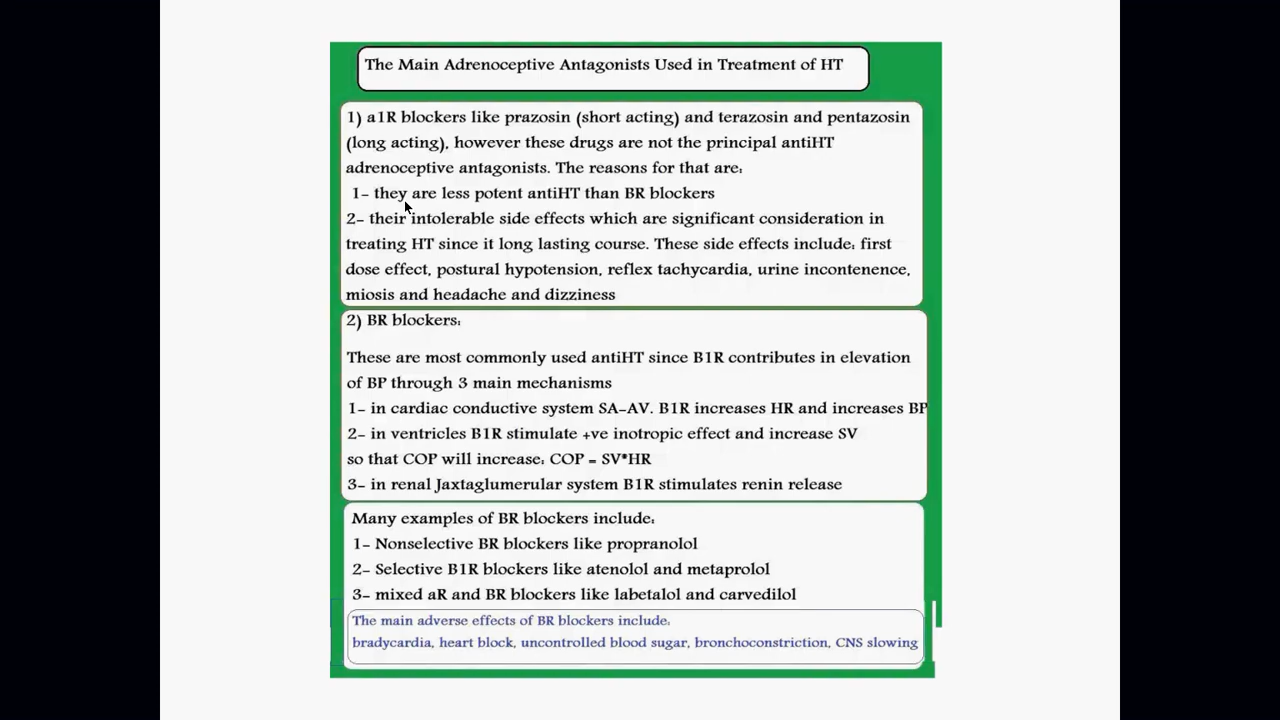 The Main Adrenoceptive Antagonists Used in Treatment of HT
1) a1R blockers like prazosin (short acting) and terazosin and pentazosin
(long acting), however these drugs are not the principal antiHT
adrenoceptive antagonists. The reasons for that are:
1- they are less potent antiHT than BR blockers
2- their intolerable side effects which are significant consideration in
treating HT since it long lasting course. These side effects include: first
dose effect, postural hypotension, reflex tachycardia, urine incontenence,
miosis and headache and dizziness
2) BR blockers:
These are most commonly used antiHT since B1R contributes in elevation
of BP through 3 main mechanisms
1- in cardiac conductive system SA-AV. B1R increases HR and increases BP
2- in ventricles B1R stimulate +ve inotropic effect and increase SV
so that COP will increase: COP = SV*HR
3- in renal Jaxtaglumerular system B1R stimulates renin release
Many examples of BR blockers include:
1- Nonselective BR blockers like propranolol
2- Selective B1R blockers like atenolol and metaprolol
3- mixed aR and BR blockers like labetalol and carvedilol
The main adverse effects of BR blockers include:
bradycardia, heart block, uncontrolled blood sugar, bronchoconstriction, CNS slowing